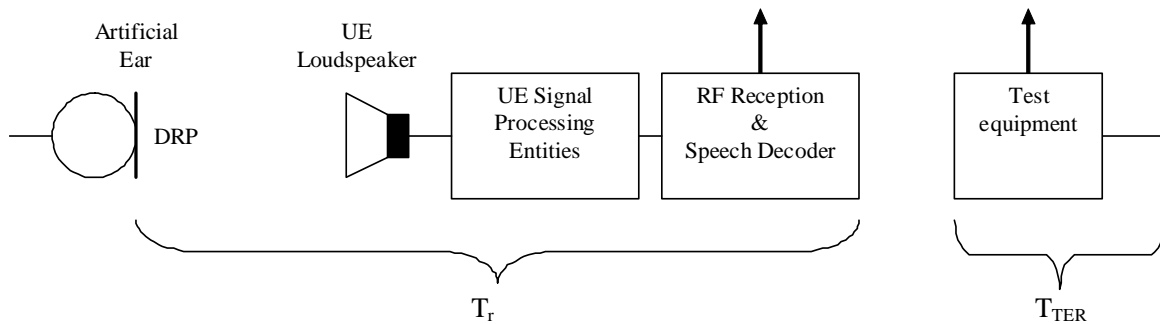 Artificial
Ear
UE
Loudspeaker
DRP
UE Signal
Processing
Entities
RF Reception
&
Speech Decoder
Test
equipment
Tr
TTER